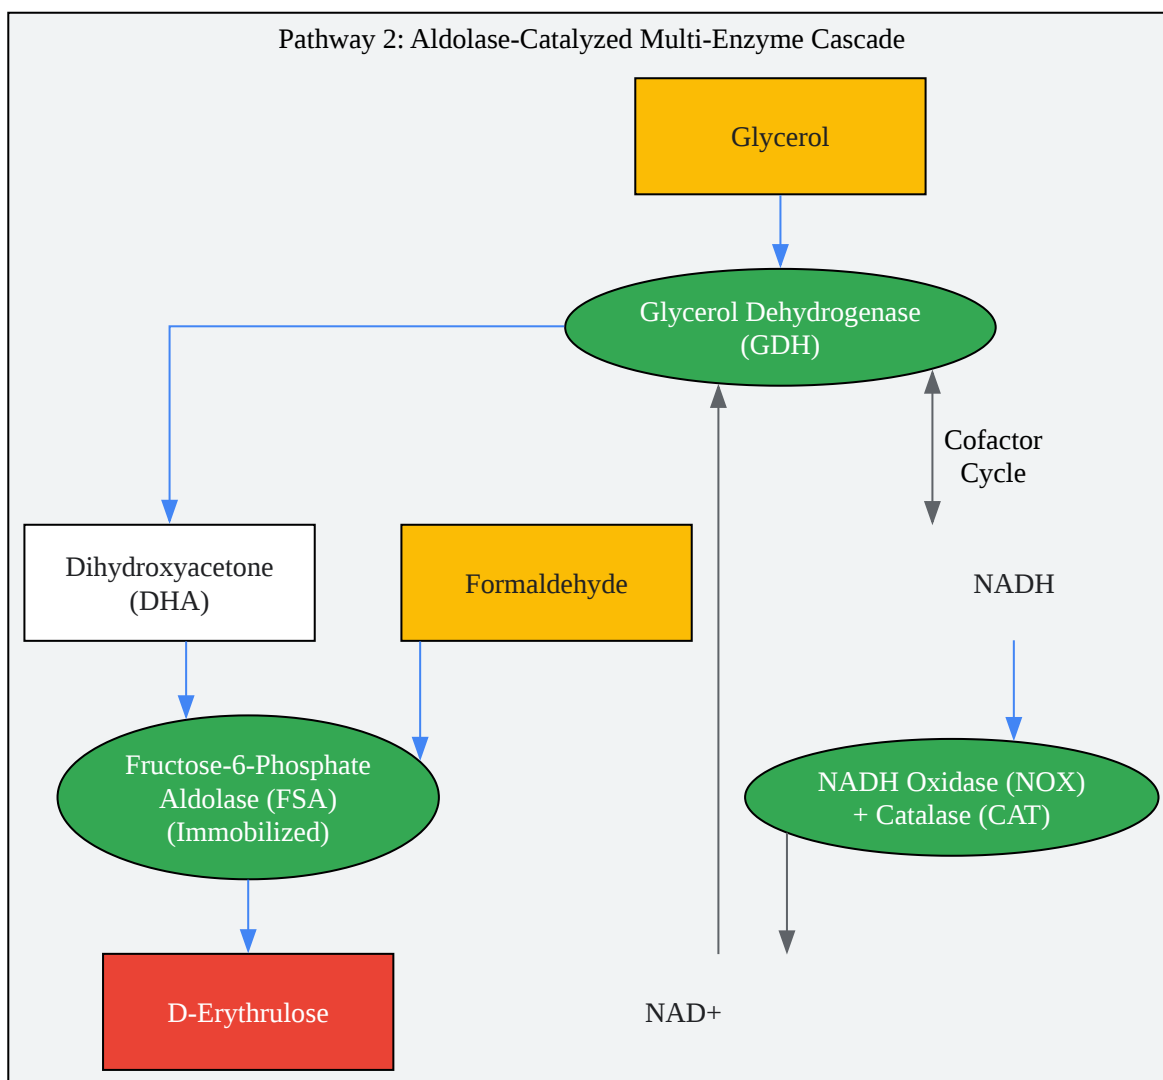 Pathway 2: Aldolase-Catalyzed Multi-Enzyme Cascade
Glycerol
Glycerol Dehydrogenase
(GDH)
Cofactor
Cycle
Dihydroxyacetone
(DHA)
Formaldehyde
NADH
Fructose-6-Phosphate
Aldolase (FSA)
(Immobilized)
NADH Oxidase (NOX)
+ Catalase (CAT)
D-Erythrulose
NAD+